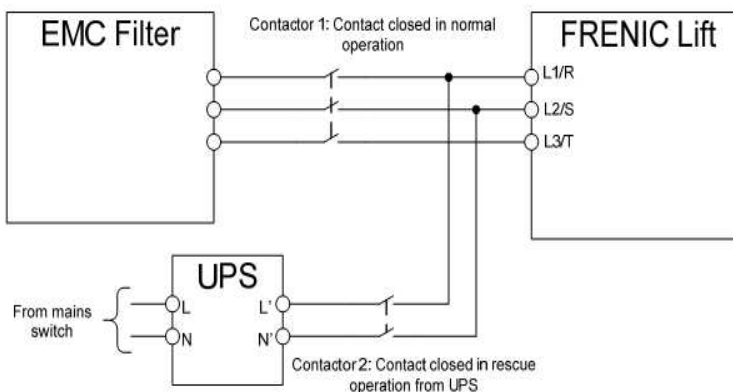 EMC Filter
Contactor 1: Contact closed in normal
operation
FRENIC Lift
L1/R
L2/S
L3/T
UPS
From mains
switch
L
N
L'
N'
Contactor 2: Contact closed in rescue
operation from UPS